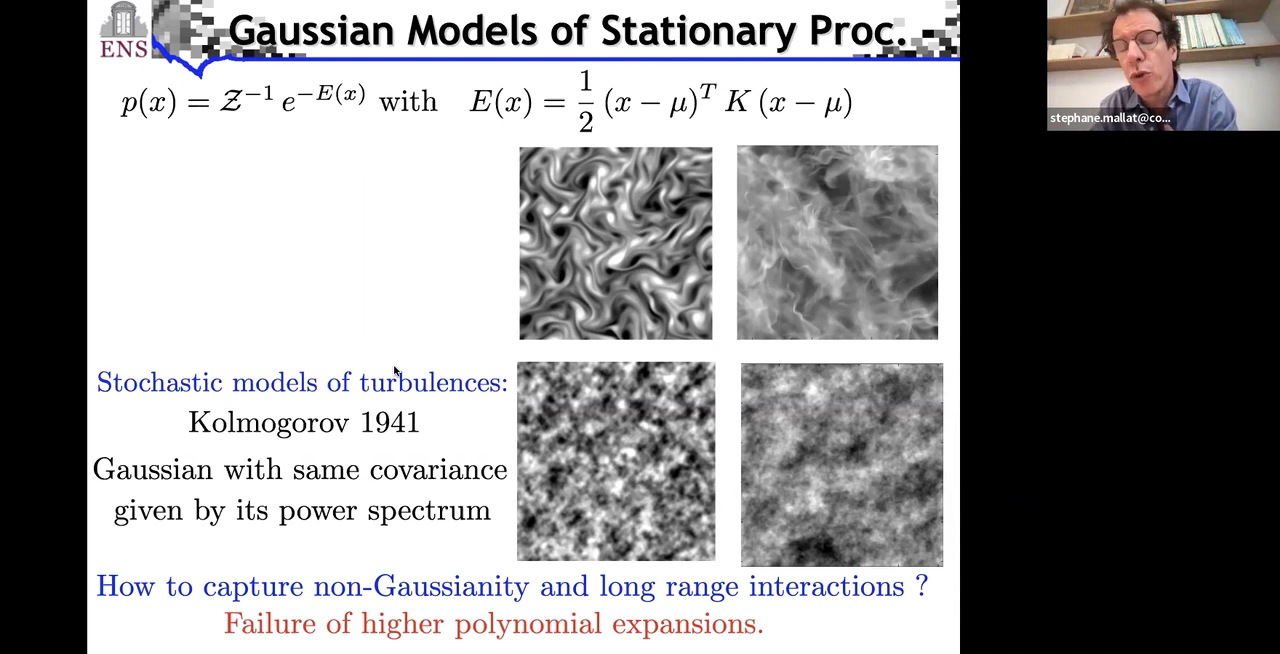 Gaussian Models of Stationary Proc.
ENS
p(x) = 𝒵⁻¹ e^{−E(x)} with E(x) = 1/2 (x − μ)ᵀ K (x − μ)
stephane.mallat@co...
Stochastic models of turbulences:
Kolmogorov 1941
Gaussian with same covariance
given by its power spectrum
How to capture non-Gaussianity and long range interactions ?
Failure of higher polynomial expansions.